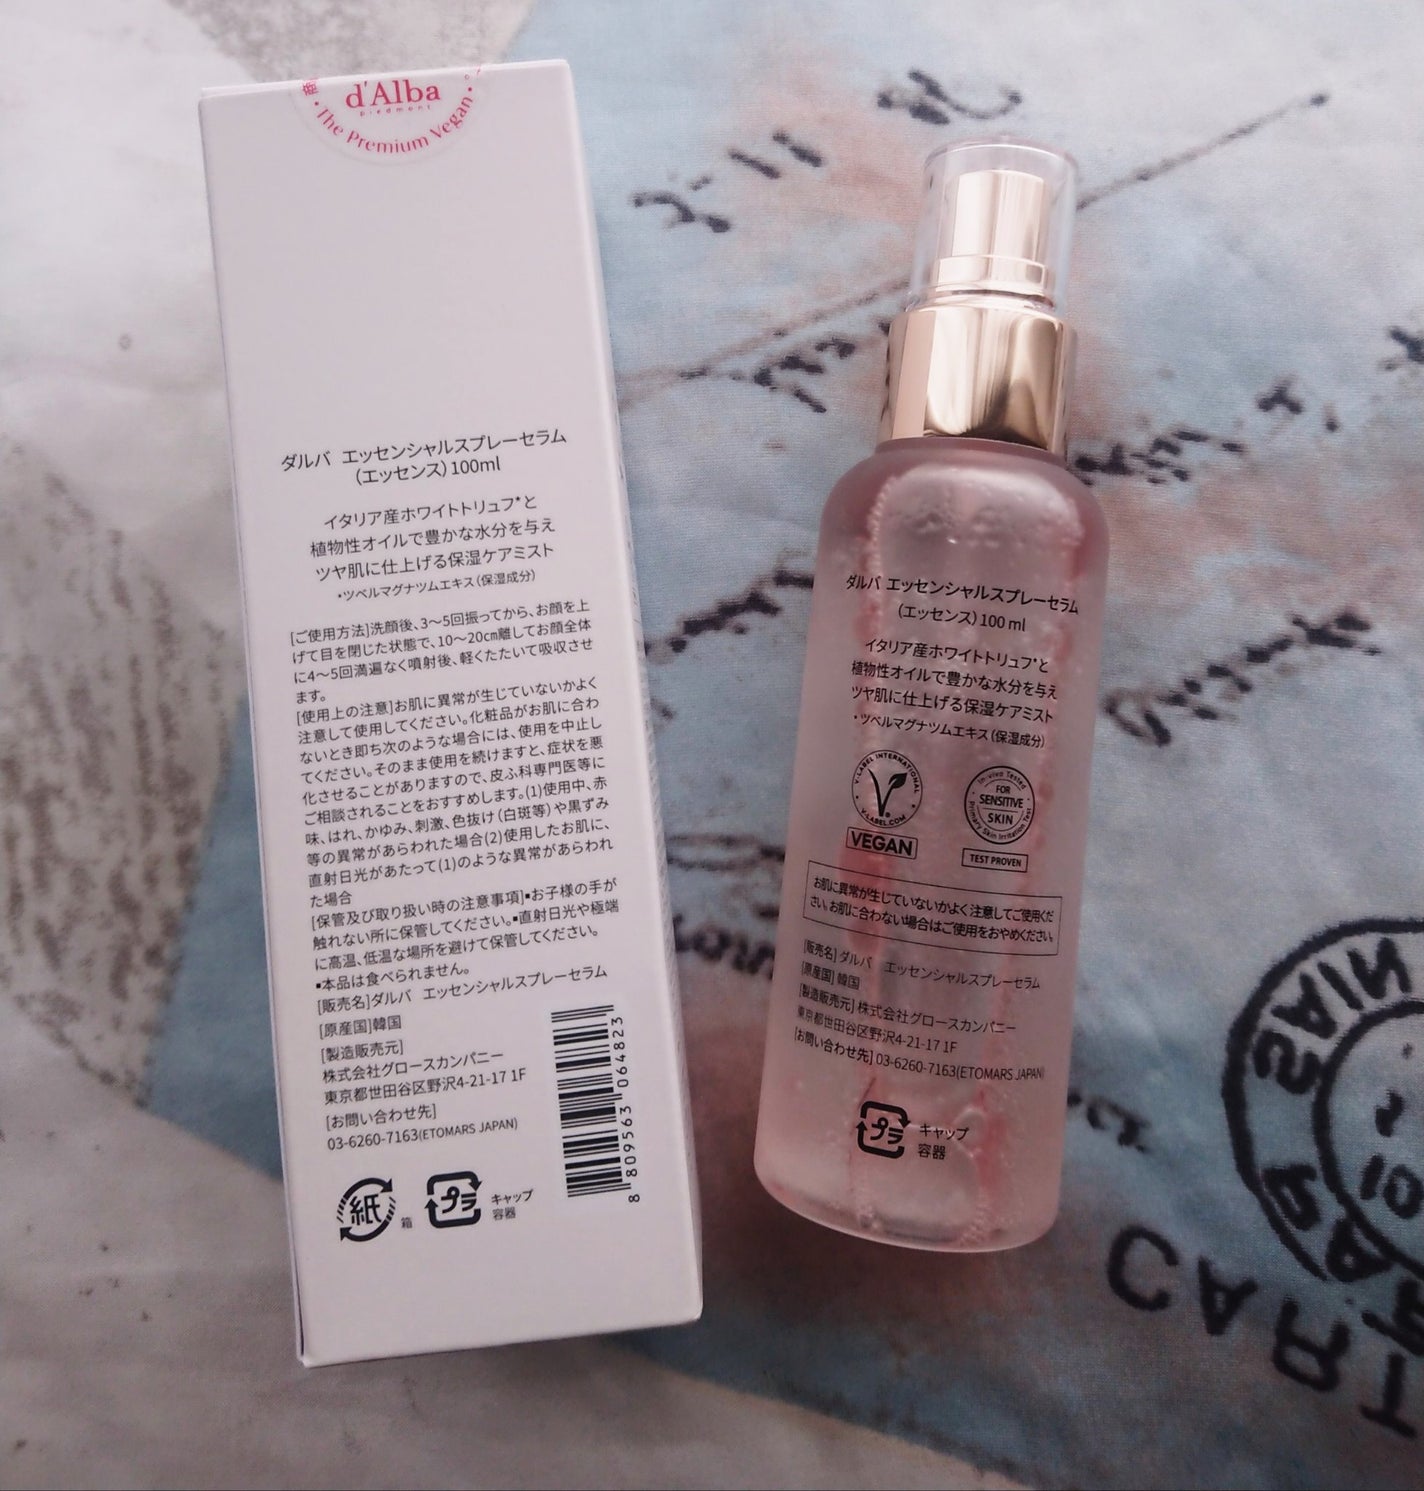 d'Alba
piedmont
The Premium Vegan
ダルバ エッセンシャルスプレーセラム
（エッセンス）100ml
イタリア産ホワイトトリュフ*と
植物性オイルで豊かな水分を与え
ツヤ肌に仕上げる保湿ケアミスト
・ツベルマグナツムエキス（保湿成分）
[ご使用方法]洗顔後、3～5回振ってから、お顔を上
げて目を閉じた状態で、10～20㎝離してお顔全体
に4～5回満遍なく噴射後、軽くたたいて吸収させ
ます。
[使用上の注意]お肌に異常が生じていないかよく
注意して使用してください。化粧品がお肌に合わ
ないとき即ち次のような場合には、使用を中止し
てください。そのまま使用を続けますと、症状を悪
化させることがありますので、皮ふ科専門医等に
ご相談されることをおすすめします。(1)使用中、赤
味、はれ、かゆみ、刺激、色抜け（白斑等）や黒ずみ
等の異常があらわれた場合(2)使用したお肌に、
直射日光があたって(1)のような異常があらわれ
た場合
[保管及び取り扱い時の注意事項]▪お子様の手が
触れない所に保管してください。▪直射日光や極端
に高温、低温な場所を避けて保管してください。
▪本品は食べられません。
[販売名]ダルバ エッセンシャルスプレーセラム
[原産国]韓国
[製造販売元]
株式会社グロースカンパニー
東京都世田谷区野沢4-21-17 1F
[お問い合わせ先]
03-6260-7163(ETOMARS JAPAN)
紙 箱
プラ キャップ
容器
8 809563 064823
ダルバ エッセンシャルスプレーセラム
（エッセンス）100 ml
イタリア産ホワイトトリュフ*と
植物性オイルで豊かな水分を与え
ツヤ肌に仕上げる保湿ケアミスト
・ツベルマグナツムエキス（保湿成分）
V-LABEL INTERNATIONAL
V-LABEL.COM
VEGAN
In-vivo Tested
FOR
SENSITIVE
SKIN
Primary Skin Irritation Test
TEST PROVEN
お肌に異常が生じていないかよく注意してご使用くだ
さい。お肌に合わない場合はご使用をおやめください。
[販売名] ダルバ エッセンシャルスプレーセラム
[原産国] 韓国
[製造販売元] 株式会社グロースカンパニー
東京都世田谷区野沢4-21-17 1F
[お問い合わせ先] 03-6260-7163(ETOMARS JAPAN)
プラ キャップ
容器